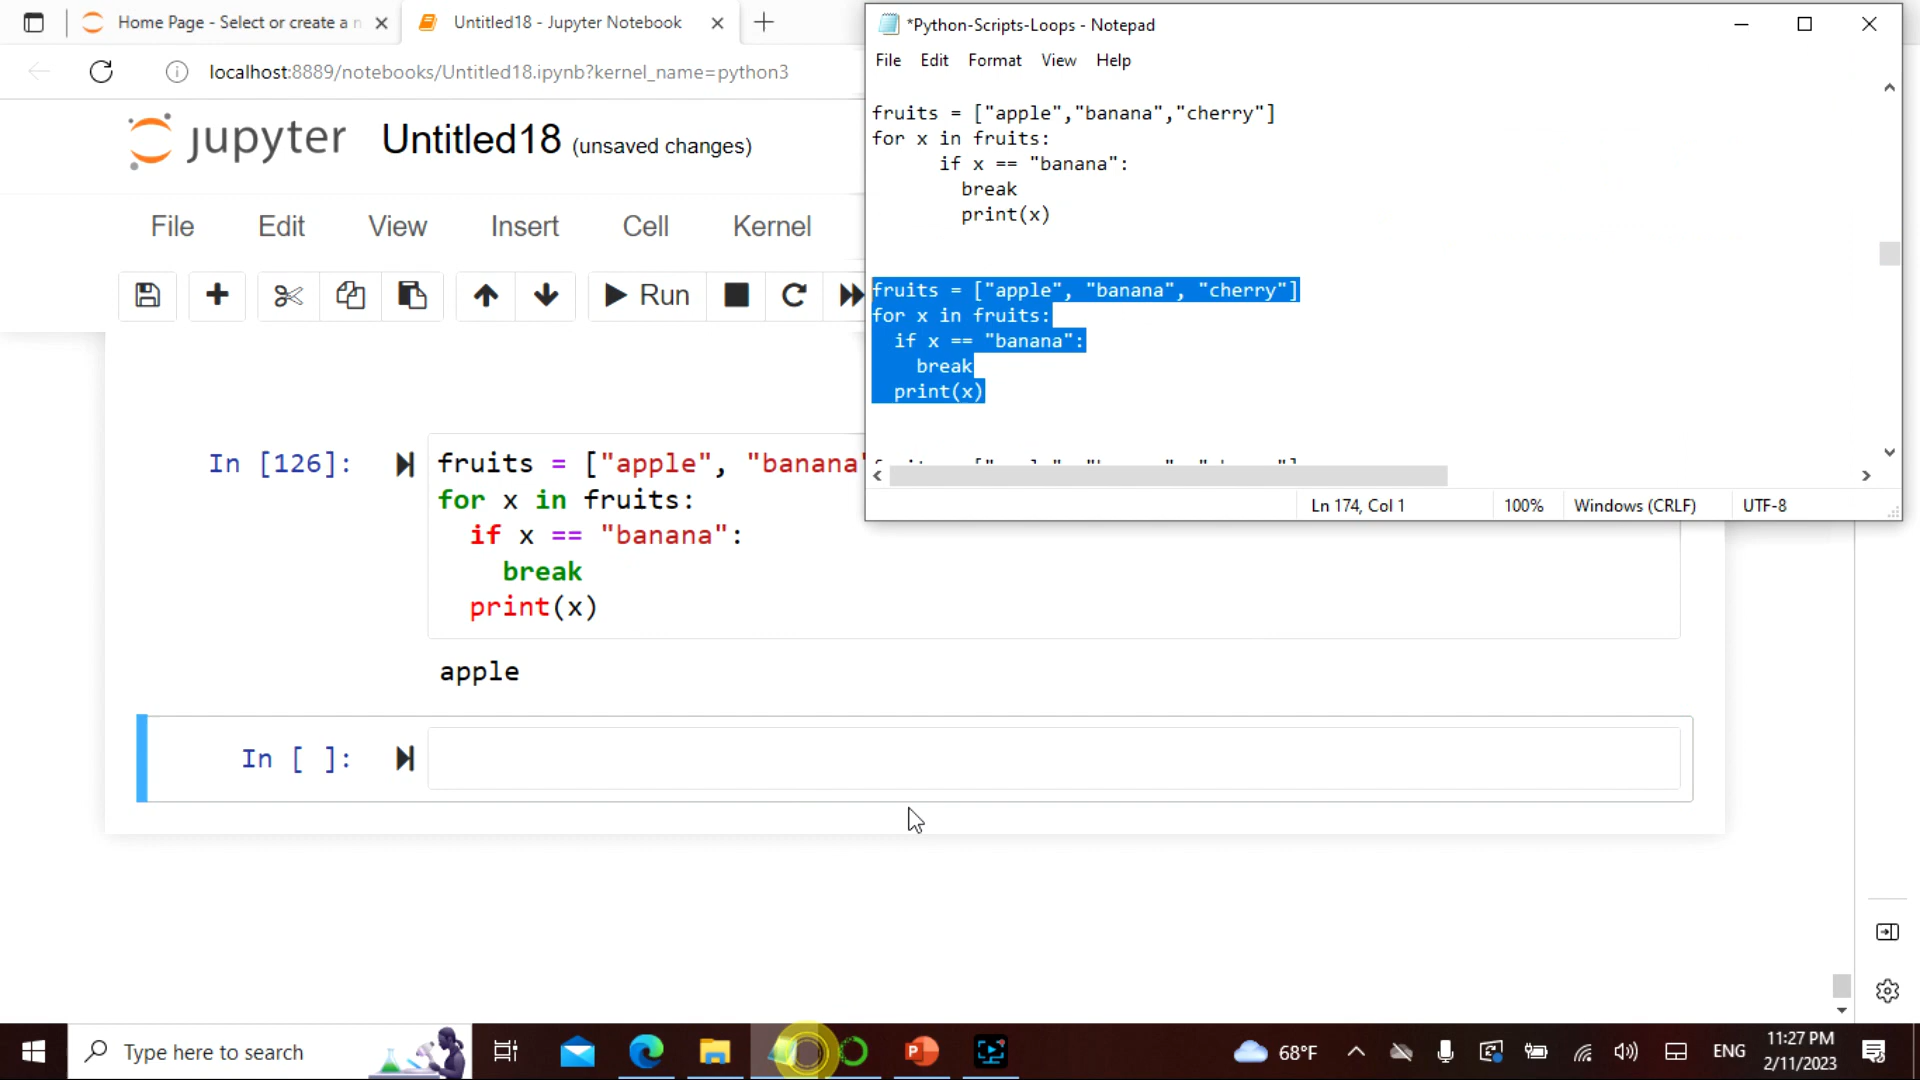 Home Page - Select or create a n
Untitled18 - Jupyter Notebook
localhost:8889/notebooks/Untitled18.ipynb?kernel_name=python3
jupyter Untitled18 (unsaved changes)
File Edit View Insert Cell Kernel
Run
In [126]:
fruits = ["apple", "banana"
for x in fruits:
  if x == "banana":
    break
  print(x)
apple
In [ ]:
*Python-Scripts-Loops - Notepad
File Edit Format View Help
fruits = ["apple","banana","cherry"]
for x in fruits:
      if x == "banana":
        break
        print(x)
fruits = ["apple", "banana", "cherry"]
for x in fruits:
  if x == "banana":
    break
  print(x)
Ln 174, Col 1 100% Windows (CRLF) UTF-8
Type here to search
68°F
ENG
11:27 PM
2/11/2023